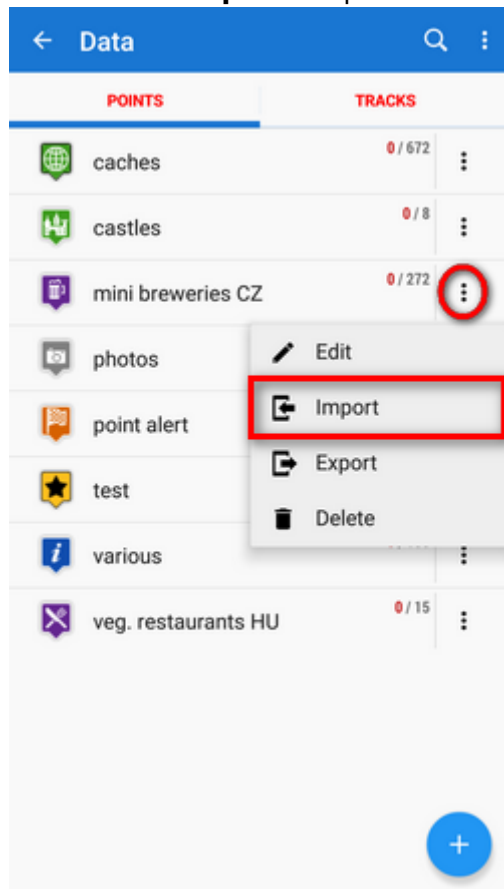 Data
POINTS TRACKS
caches 0 / 672
castles 0 / 8
mini breweries CZ 0 / 272
photos
Edit
Import
point alert
Export
test
Delete
various
veg. restaurants HU 0 / 15